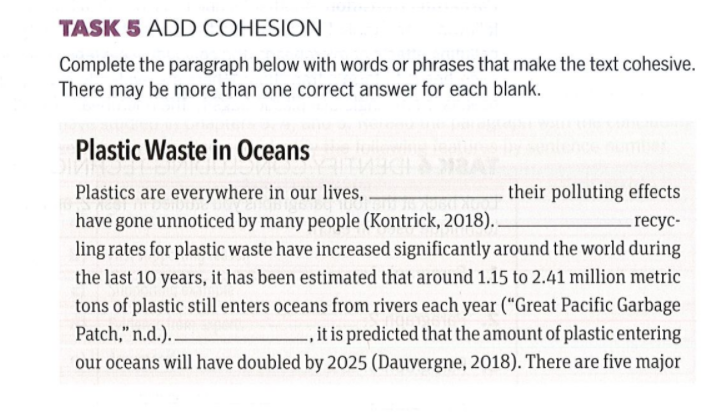 TASK 5 ADD COHESION
Complete the paragraph below with words or phrases that make the text cohesive.
There may be more than one correct answer for each blank.
Plastic Waste in Oceans
Plastics are everywhere in our lives, ____________ their polluting effects
have gone unnoticed by many people (Kontrick, 2018). ____________ recyc-
ling rates for plastic waste have increased significantly around the world during
the last 10 years, it has been estimated that around 1.15 to 2.41 million metric
tons of plastic still enters oceans from rivers each year (“Great Pacific Garbage
Patch,” n.d.). ____________, it is predicted that the amount of plastic entering
our oceans will have doubled by 2025 (Dauvergne, 2018). There are five major